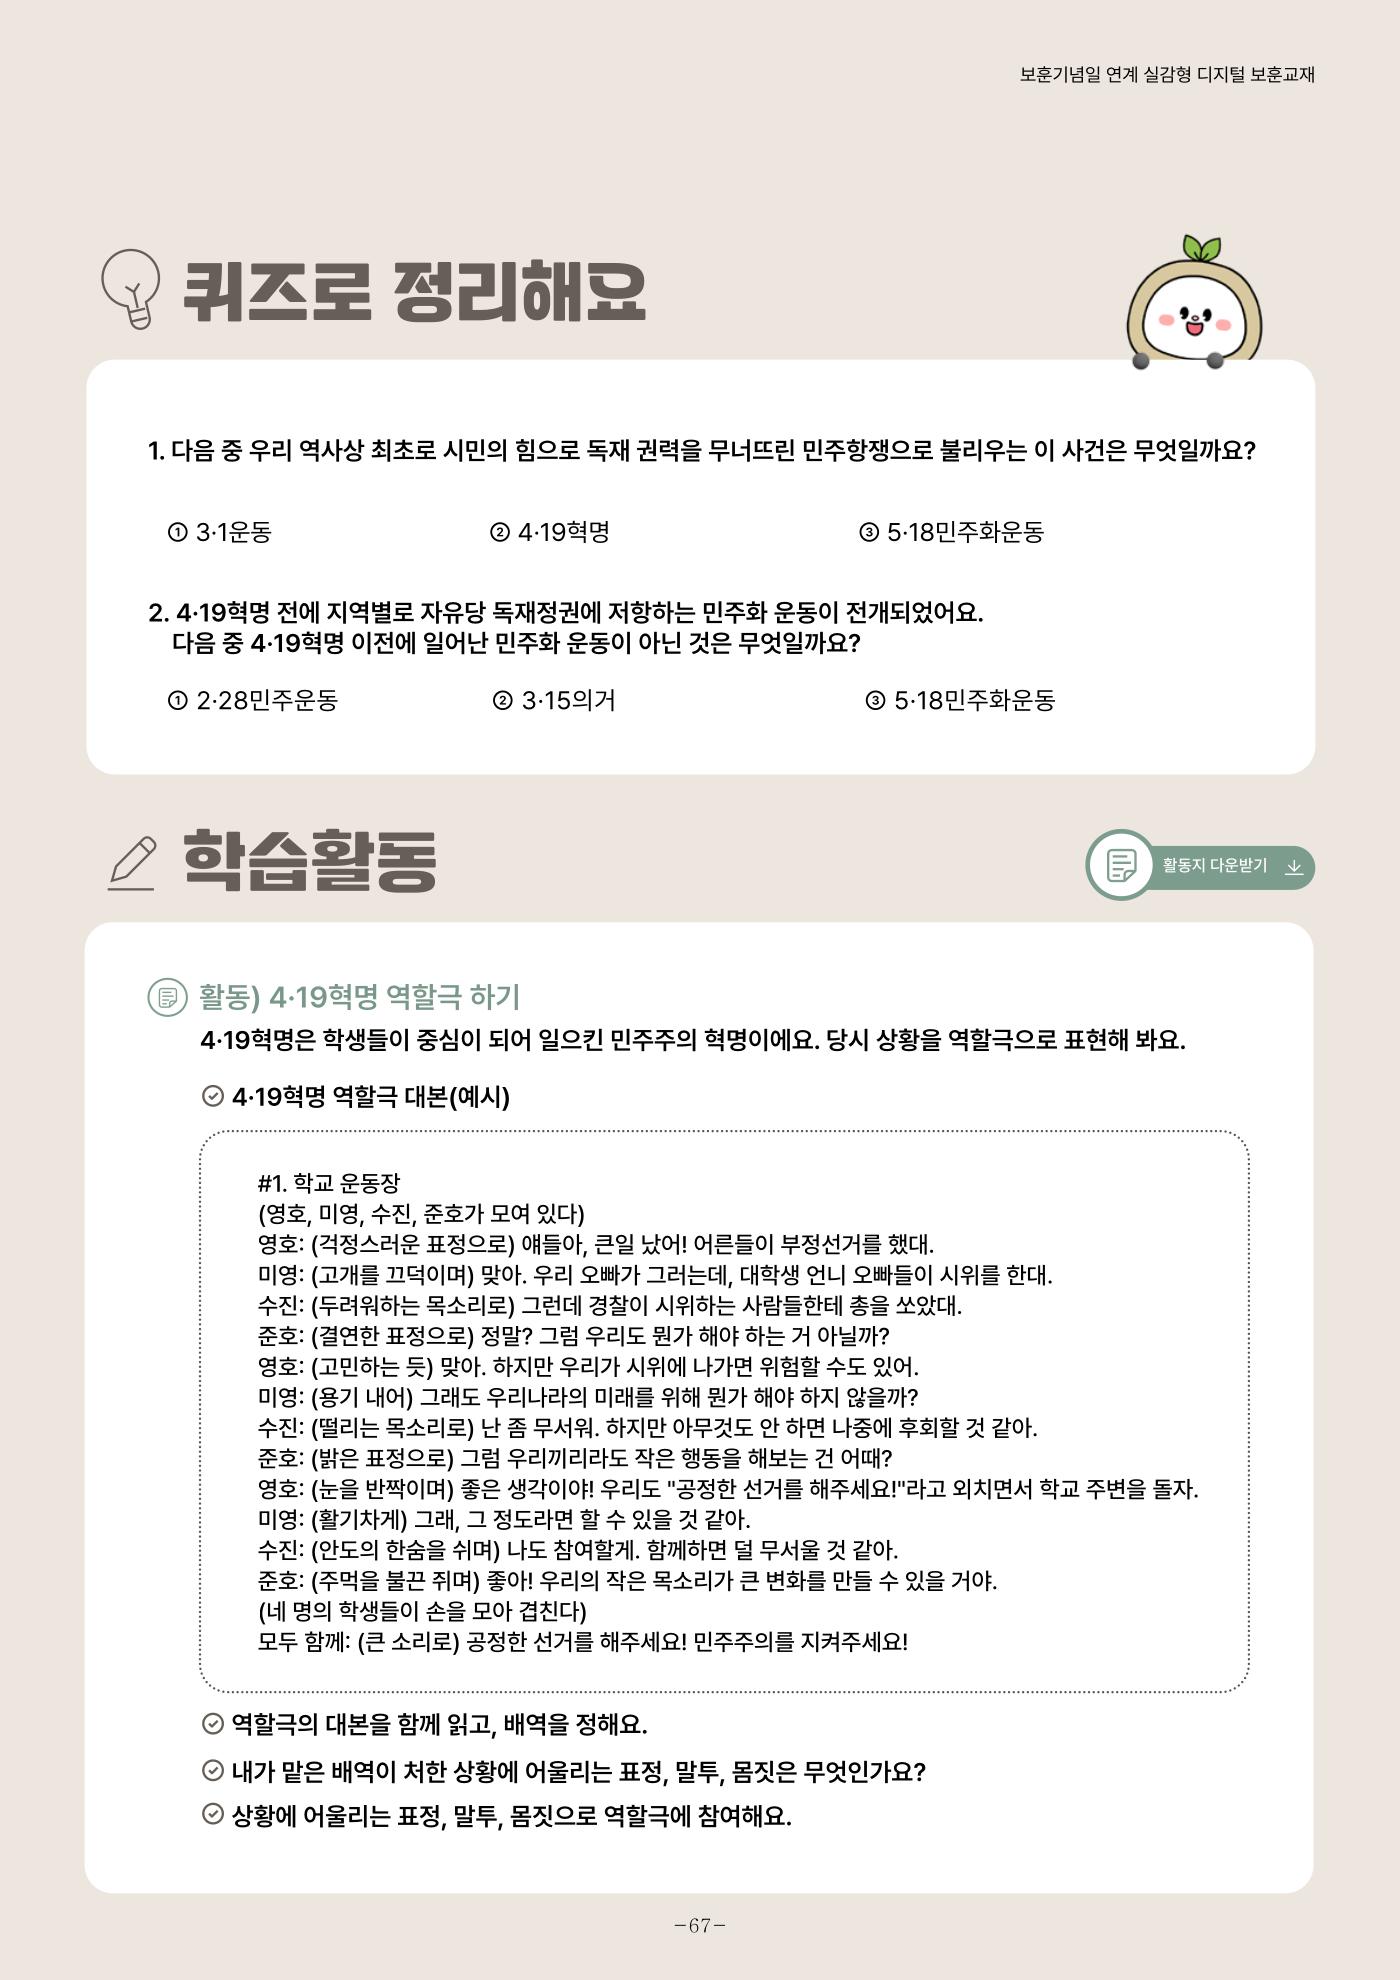 보훈기념일 연계 실감형 디지털 보훈교재
퀴즈로 정리해요
1. 다음 중 우리 역사상 최초로 시민의 힘으로 독재 권력을 무너뜨린 민주항쟁으로 불리우는 이 사건은 무엇일까요?
① 3·1운동 ② 4·19혁명 ③ 5·18민주화운동
2. 4·19혁명 전에 지역별로 자유당 독재정권에 저항하는 민주화 운동이 전개되었어요.
다음 중 4·19혁명 이전에 일어난 민주화 운동이 아닌 것은 무엇일까요?
① 2·28민주운동 ② 3·15의거 ③ 5·18민주화운동
학습활동
활동지 다운받기
활동) 4·19혁명 역할극 하기
4·19혁명은 학생들이 중심이 되어 일으킨 민주주의 혁명이에요. 당시 상황을 역할극으로 표현해 봐요.
4·19혁명 역할극 대본(예시)
#1. 학교 운동장
(영호, 미영, 수진, 준호가 모여 있다)
영호: (걱정스러운 표정으로) 얘들아, 큰일 났어! 어른들이 부정선거를 했대.
미영: (고개를 끄덕이며) 맞아. 우리 오빠가 그러는데, 대학생 언니 오빠들이 시위를 한대.
수진: (두려워하는 목소리로) 그런데 경찰이 시위하는 사람들한테 총을 쏘았대.
준호: (결연한 표정으로) 정말? 그럼 우리도 뭔가 해야 하는 거 아닐까?
영호: (고민하는 듯) 맞아. 하지만 우리가 시위에 나가면 위험할 수도 있어.
미영: (용기 내어) 그래도 우리나라의 미래를 위해 뭔가 해야 하지 않을까?
수진: (떨리는 목소리로) 난 좀 무서워. 하지만 아무것도 안 하면 나중에 후회할 것 같아.
준호: (밝은 표정으로) 그럼 우리끼리라도 작은 행동을 해보는 건 어때?
영호: (눈을 반짝이며) 좋은 생각이야! 우리도 "공정한 선거를 해주세요!"라고 외치면서 학교 주변을 돌자.
미영: (활기차게) 그래, 그 정도라면 할 수 있을 것 같아.
수진: (안도의 한숨을 쉬며) 나도 참여할게. 함께하면 덜 무서울 것 같아.
준호: (주먹을 불끈 쥐며) 좋아! 우리의 작은 목소리가 큰 변화를 만들 수 있을 거야.
(네 명의 학생들이 손을 모아 겹친다)
모두 함께: (큰 소리로) 공정한 선거를 해주세요! 민주주의를 지켜주세요!
역할극의 대본을 함께 읽고, 배역을 정해요.
내가 맡은 배역이 처한 상황에 어울리는 표정, 말투, 몸짓은 무엇인가요?
상황에 어울리는 표정, 말투, 몸짓으로 역할극에 참여해요.
-67-